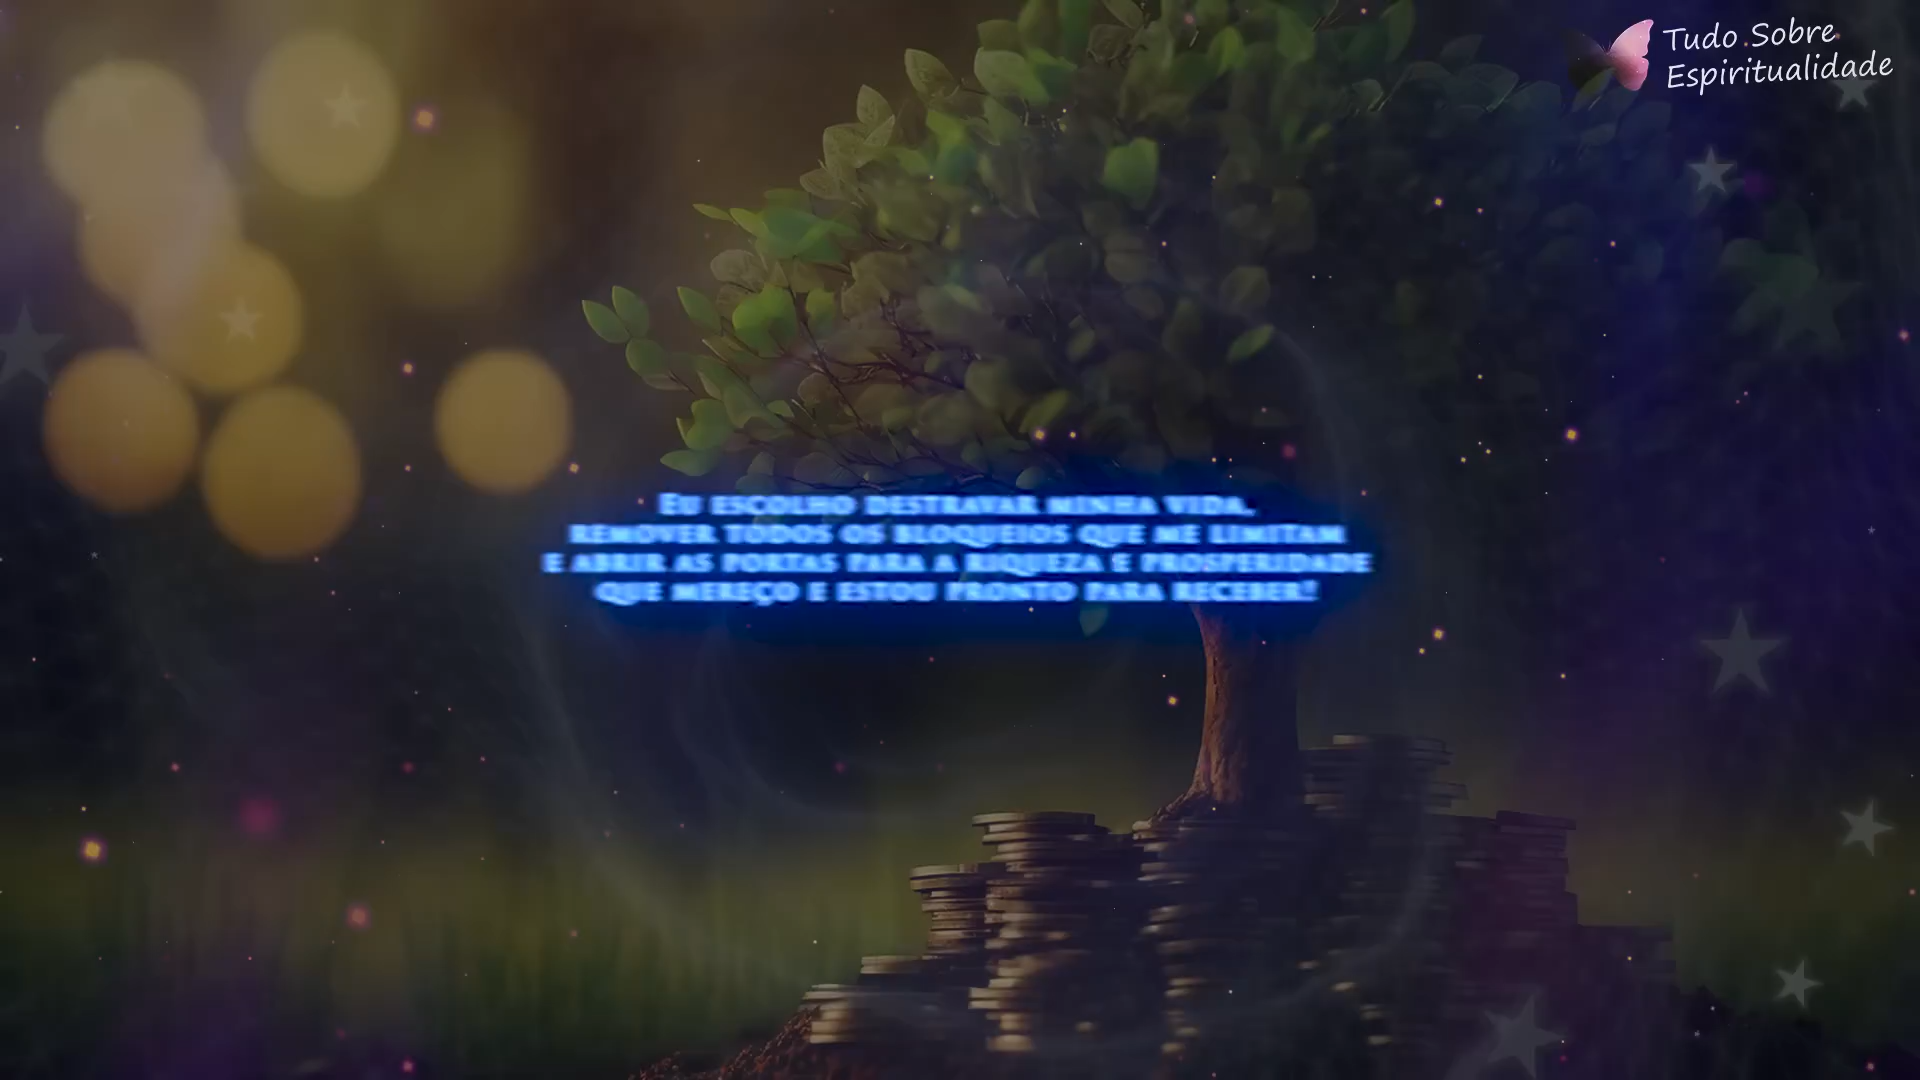 Tudo Sobre
Espiritualidade
Eu escolho destravar minha vida,
remover todos os bloqueios que me limitam
e abrir as portas para a riqueza e prosperidade
que mereço e estou pronto para receber!